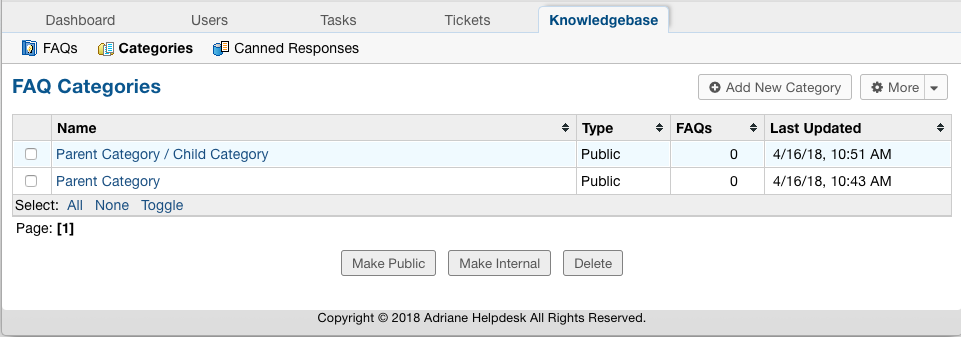 Dashboard Users Tasks Tickets Knowledgebase
FAQs Categories Canned Responses
FAQ Categories Add New Category More
Name Type FAQs Last Updated
Parent Category / Child Category Public 0 4/16/18, 10:51 AM
Parent Category Public 0 4/16/18, 10:43 AM
Select: All None Toggle
Page: [1]
Make Public Make Internal Delete
Copyright © 2018 Adriane Helpdesk All Rights Reserved.